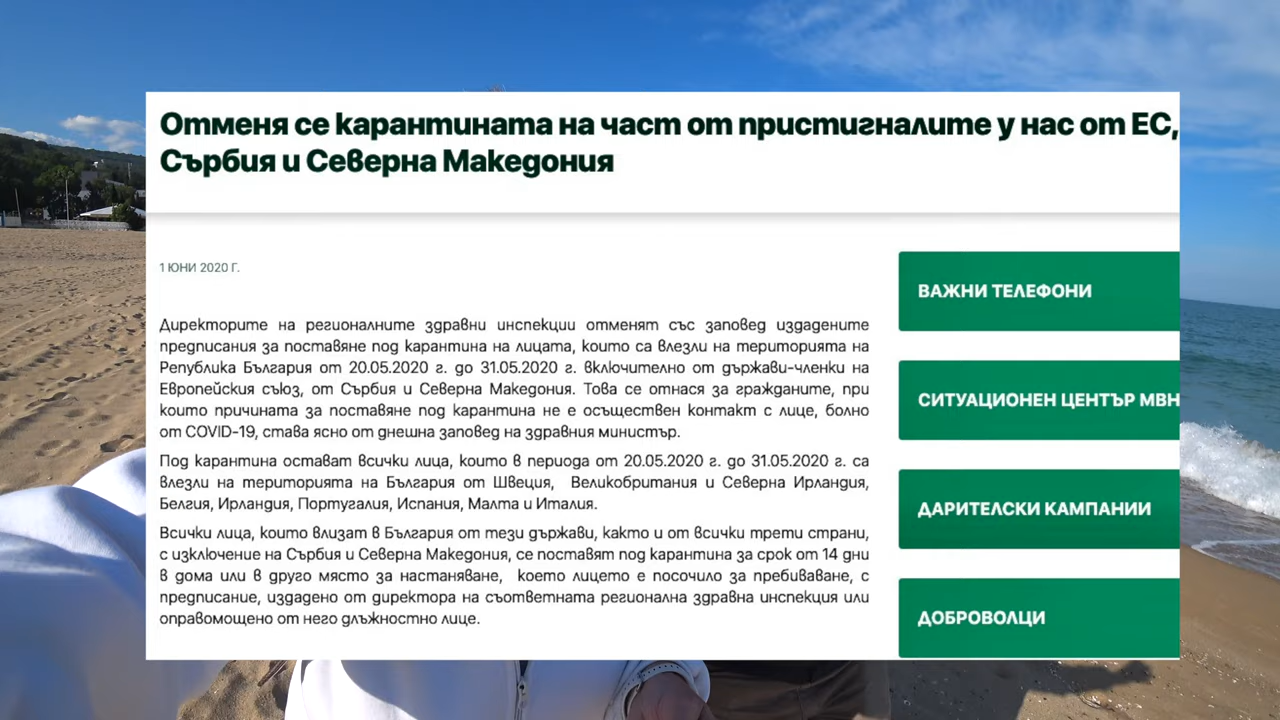 Отменя се карантината на част от пристигналите у нас от ЕС,
Сърбия и Северна Македония
1 ЮНИ 2020 Г.
Директорите на регионалните здравни инспекции отменят със заповед издадените
предписания за поставяне под карантина на лицата, които са влезли на територията на
Република България от 20.05.2020 г. до 31.05.2020 г. включително от държави-членки на
Европейския съюз, от Сърбия и Северна Македония. Това се отнася за гражданите, при
които причината за поставяне под карантина не е осъществен контакт с лице, болно
от COVID-19, става ясно от днешна заповед на здравния министър.
Под карантина остават всички лица, които в периода от 20.05.2020 г. до 31.05.2020 г. са
влезли на територията на България от Швеция, Великобритания и Северна Ирландия,
Белгия, Ирландия, Португалия, Испания, Малта и Италия.
Всички лица, които влизат в България от тези държави, както и от всички трети страни,
с изключение на Сърбия и Северна Македония, се поставят под карантина за срок от 14 дни
в дома или в друго място за настаняване, което лицето е посочило за пребиваване, с
предписание, издадено от директора на съответната регионална здравна инспекция или
оправомощено от него длъжностно лице.
ВАЖНИ ТЕЛЕФОНИ
СИТУАЦИОНЕН ЦЕНТЪР МВН
ДАРИТЕЛСКИ КАМПАНИИ
ДОБРОВОЛЦИ